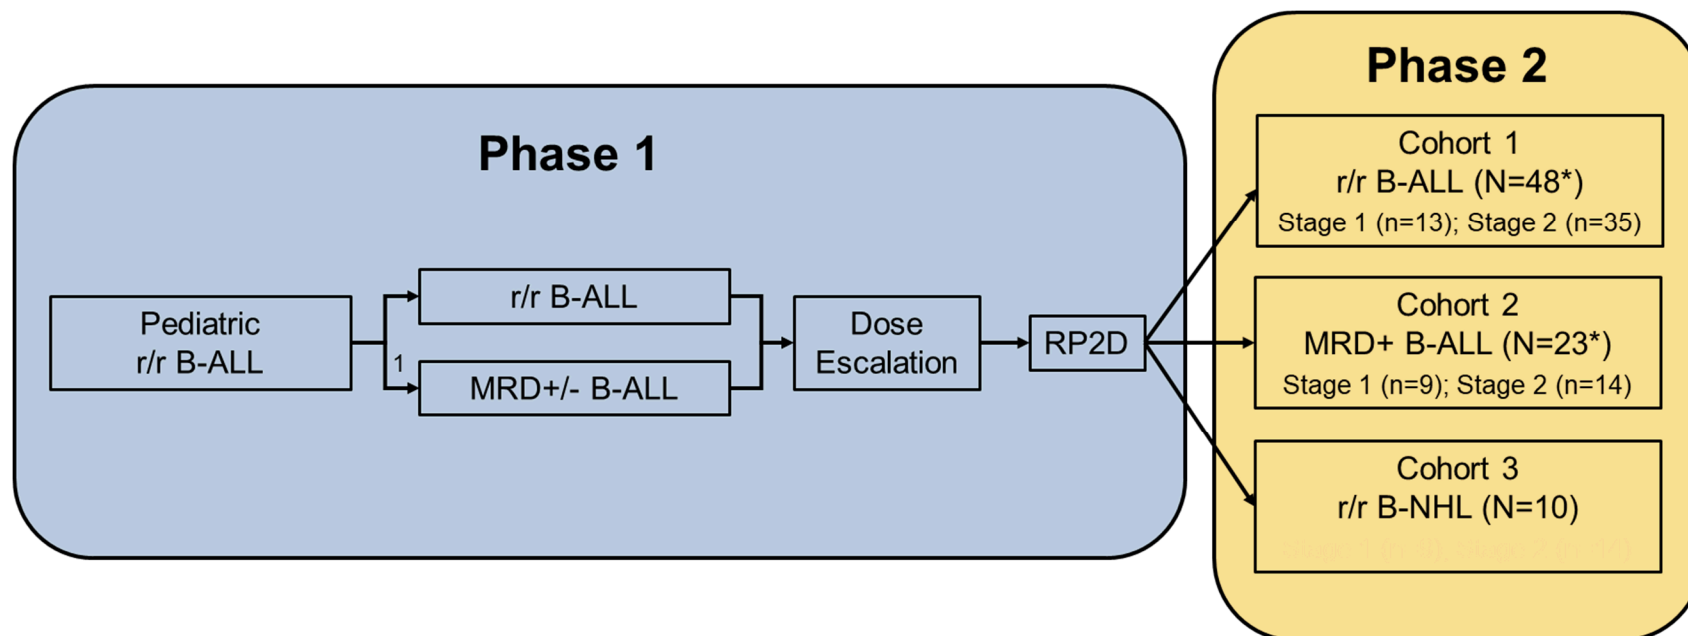 Phase 1
Pediatric
r/r B-ALL
1
r/r B-ALL
MRD+/- B-ALL
Dose
Escalation
RP2D
Phase 2
Cohort 1
r/r B-ALL (N=48*)
Stage 1 (n=13); Stage 2 (n=35)
Cohort 2
MRD+ B-ALL (N=23*)
Stage 1 (n=9); Stage 2 (n=14)
Cohort 3
r/r B-NHL (N=10)